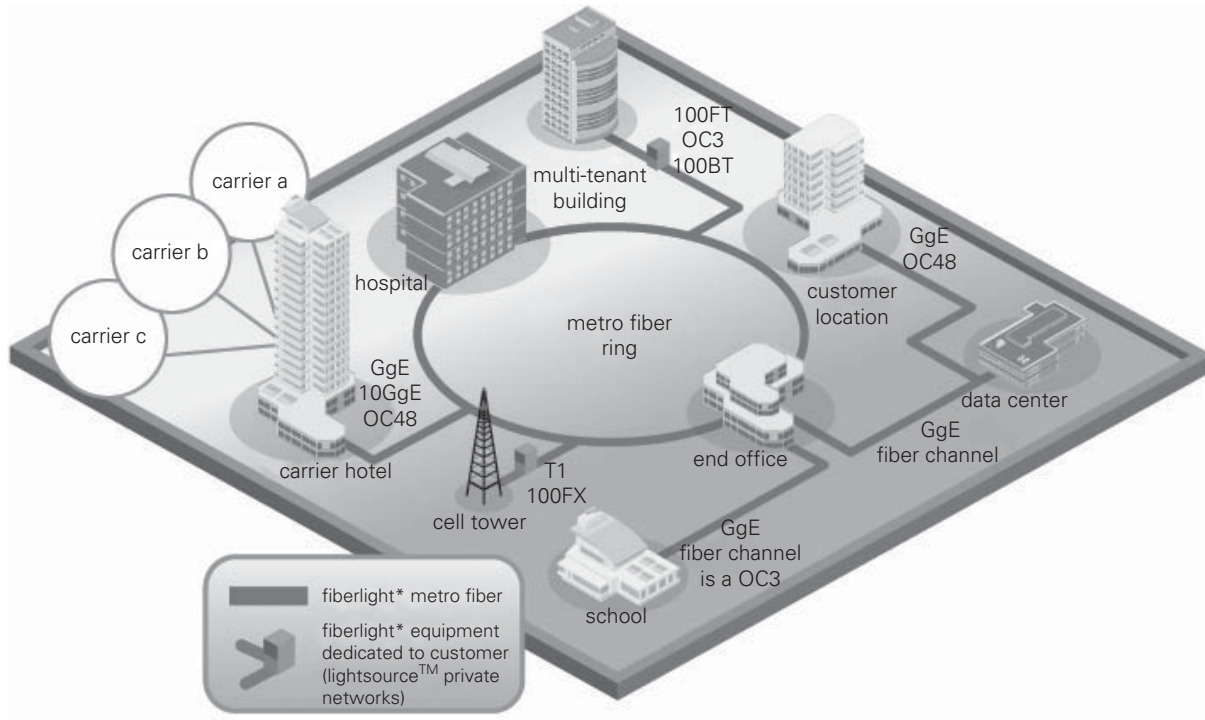 100FT
OC3
100BT
multi-tenant
building
carrier a
carrier b
carrier c
hospital
GgE
OC48
customer
location
metro fiber
ring
GgE
10GgE
OC48
carrier hotel
data center
GgE
fiber channel
end office
T1
100FX
cell tower
GgE
fiber channel
is a OC3
school
fiberlight* metro fiber
fiberlight* equipment
dedicated to customer
(lightsource™ private
networks)